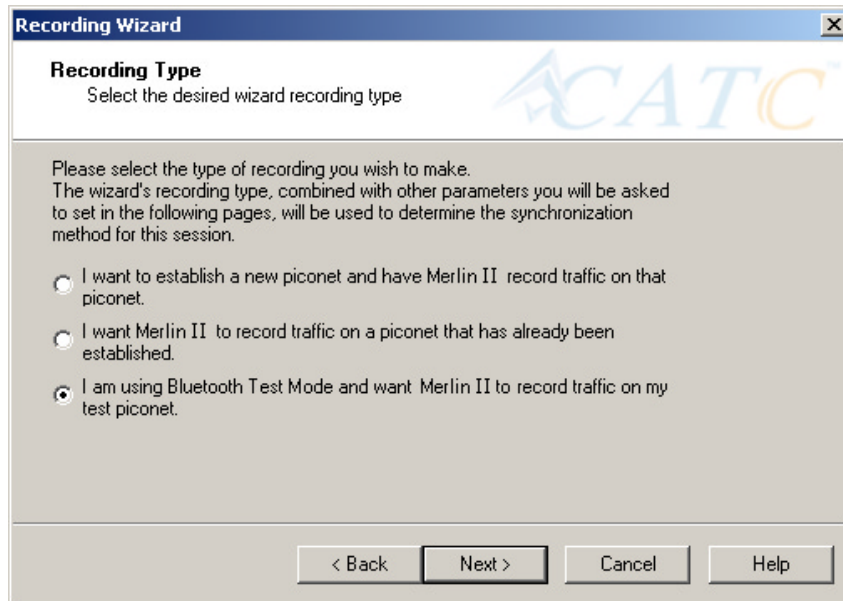 Recording Wizard
Recording Type
Select the desired wizard recording type
CATC
Please select the type of recording you wish to make.
The wizard's recording type, combined with other parameters you will be asked
to set in the following pages, will be used to determine the synchronization
method for this session.
I want to establish a new piconet and have Merlin II record traffic on that
piconet.
I want Merlin II to record traffic on a piconet that has already been
established.
I am using Bluetooth Test Mode and want Merlin II to record traffic on my
test piconet.
< Back
Next >
Cancel
Help